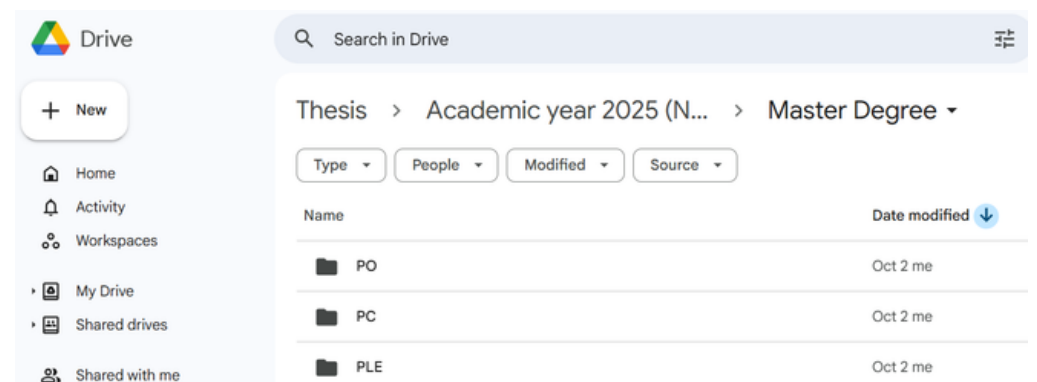 Drive
Search in Drive
New
Thesis > Academic year 2025 (N... > Master Degree
Type People Modified Source
Home
Activity
Workspaces
My Drive
Shared drives
Shared with me
Name Date modified
PO Oct 2 me
PC Oct 2 me
PLE Oct 2 me